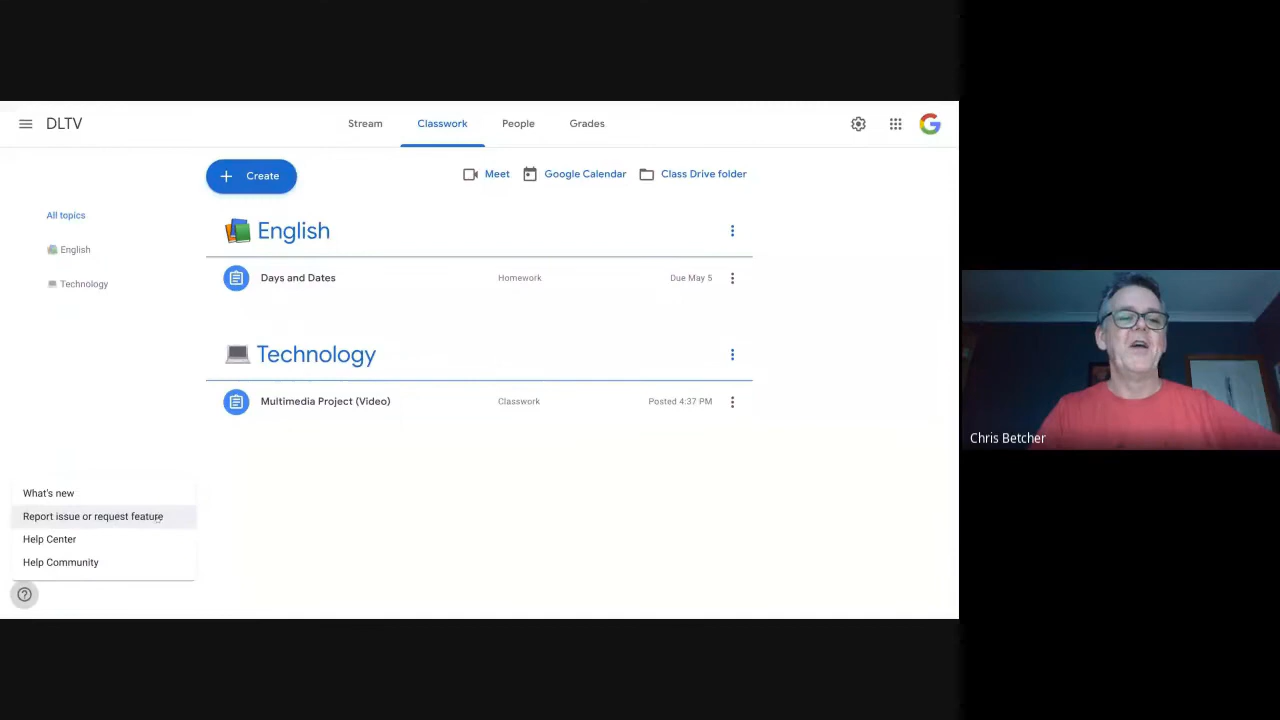 DLTV
Stream
Classwork
People
Grades
Create
Meet
Google Calendar
Class Drive folder
All topics
English
Technology
English
Days and Dates
Homework
Due May 5
Technology
Multimedia Project (Video)
Classwork
Posted 4:37 PM
What's new
Report issue or request feature
Help Center
Help Community
Chris Betcher